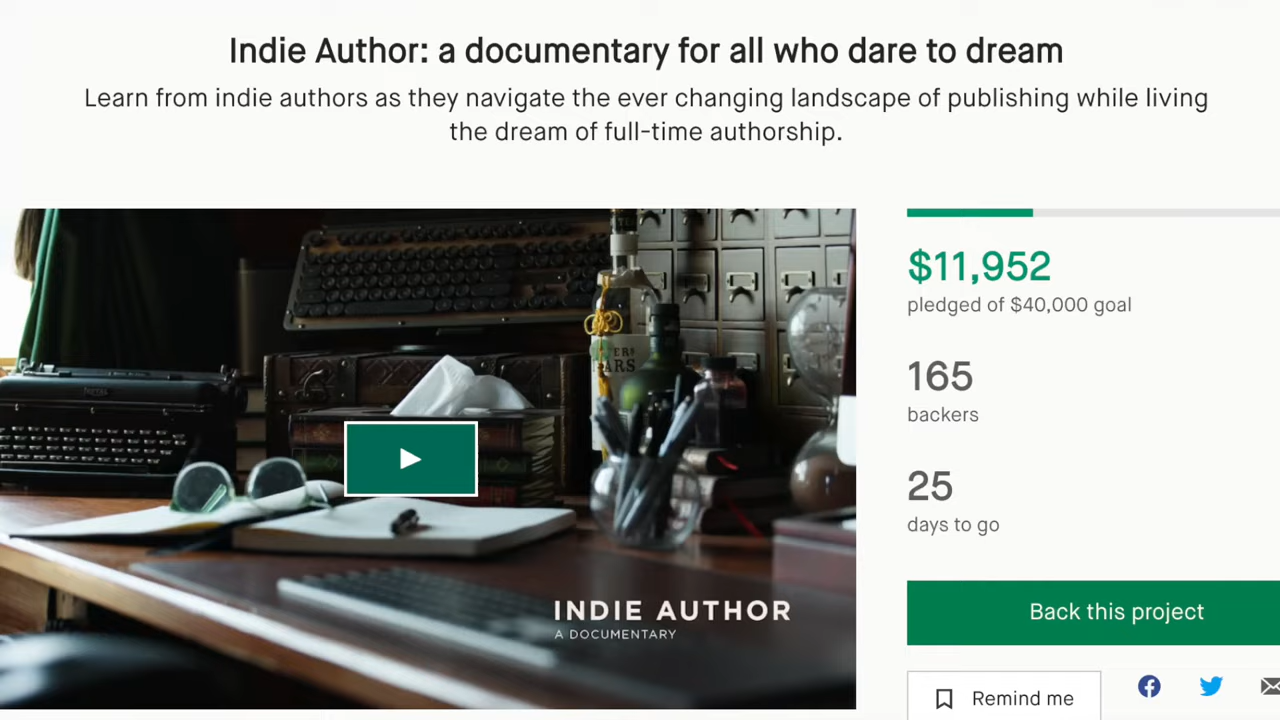 Indie Author: a documentary for all who dare to dream
Learn from indie authors as they navigate the ever changing landscape of publishing while living
the dream of full-time authorship.
$11,952
pledged of $40,000 goal
165
backers
25
days to go
INDIE AUTHOR
A DOCUMENTARY
Back this project
Remind me